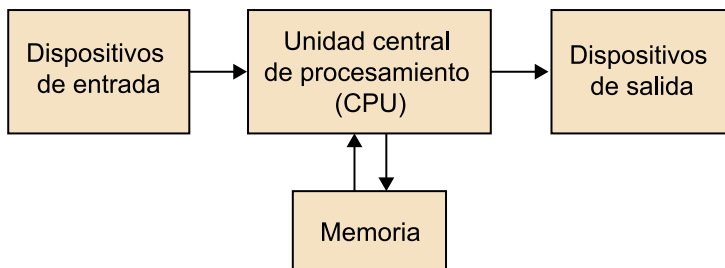 Dispositivos
de entrada
Unidad central
de procesamiento
(CPU)
Dispositivos
de salida
Memoria